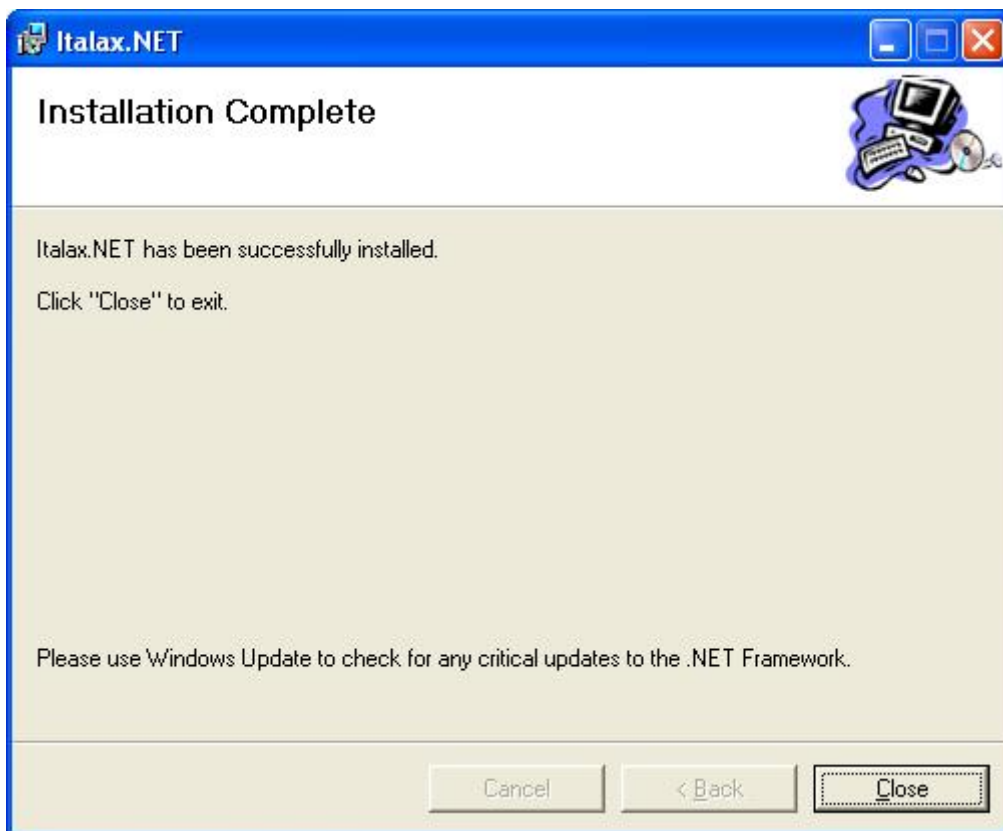 Italax.NET
Installation Complete
Italax.NET has been successfully installed.
Click "Close" to exit.
Please use Windows Update to check for any critical updates to the .NET Framework.
Cancel
< Back
Close